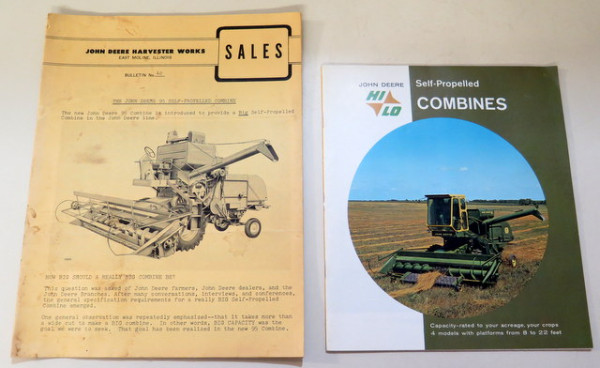 JOHN DEERE HARVESTER WORKS
EAST MOLINE, ILLINOIS
SALES
BULLETIN No.
THE JOHN DEERE 95 SELF-PROPELLED COMBINE
The new John Deere 95 Combine is introduced to provide a Big Self-Propelled
Combine in the John Deere line.
HOW BIG SHOULD A REALLY BIG COMBINE BE?
This question was asked of John Deere farmers, John Deere dealers, and the
John Deere Branches. After many conversations, interviews, and conferences,
the general specification requirements for a really BIG Self-Propelled
Combine emerged.
One general observation was repeatedly emphasized--that it takes more than
a wide cut to make a BIG combine. In other words, BIG CAPACITY was the
goal we were to seek. That goal has been realized in the new 95 Combine.
JOHN DEERE
HI
LO
Self-Propelled
COMBINES
Capacity-rated to your acreage, your crops
4 models with platforms from 8 to 22 feet